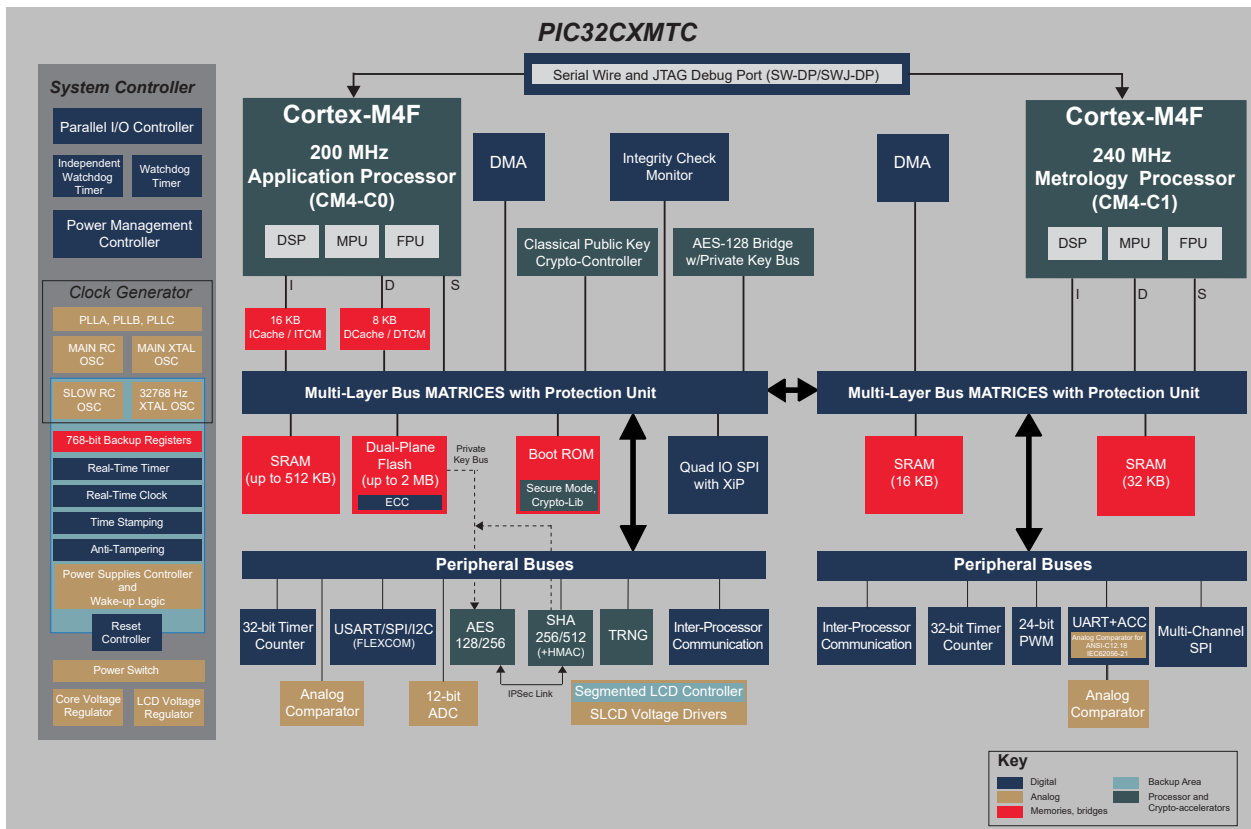 PIC32CXMTC
Serial Wire and JTAG Debug Port (SW-DP/SWJ-DP)
System Controller
Parallel I/O Controller
Independent
Watchdog
Timer
Watchdog
Timer
Power Management
Controller
Clock Generator
PLLA, PLLB, PLLC
MAIN RC
OSC
MAIN XTAL
OSC
SLOW RC
OSC
32768 Hz
XTAL OSC
768-bit Backup Registers
Real-Time Timer
Real-Time Clock
Time Stamping
Anti-Tampering
Power Supplies Controller
and
Wake-up Logic
Reset
Controller
Power Switch
Core Voltage
Regulator
LCD Voltage
Regulator
Cortex-M4F
200 MHz
Application Processor
(CM4-C0)
DSP
MPU
FPU
I
D
S
16 KB
ICache / ITCM
8 KB
DCache / DTCM
DMA
Integrity Check
Monitor
Classical Public Key
Crypto-Controller
AES-128 Bridge
w/Private Key Bus
DMA
Cortex-M4F
240 MHz
Metrology Processor
(CM4-C1)
DSP
MPU
FPU
I
D
S
Multi-Layer Bus MATRICES with Protection Unit
Multi-Layer Bus MATRICES with Protection Unit
SRAM
(up to 512 KB)
Dual-Plane
Flash
(up to 2 MB)
ECC
Private
Key Bus
Boot ROM
Secure Mode,
Crypto-Lib
Quad IO SPI
with XiP
SRAM
(16 KB)
SRAM
(32 KB)
Peripheral Buses
Peripheral Buses
32-bit Timer
Counter
USART/SPI/I2C
(FLEXCOM)
AES
128/256
SHA
256/512
(+HMAC)
TRNG
Inter-Processor
Communication
Analog
Comparator
12-bit
ADC
IPSec Link
Segmented LCD Controller
SLCD Voltage Drivers
Inter-Processor
Communication
32-bit Timer
Counter
24-bit
PWM
UART+ACC
Analog Comparator for
ANSI-C12.18
IEC62056-21
Multi-Channel
SPI
Analog
Comparator
Key
Digital
Analog
Memories, bridges
Backup Area
Processor and
Crypto-accelerators